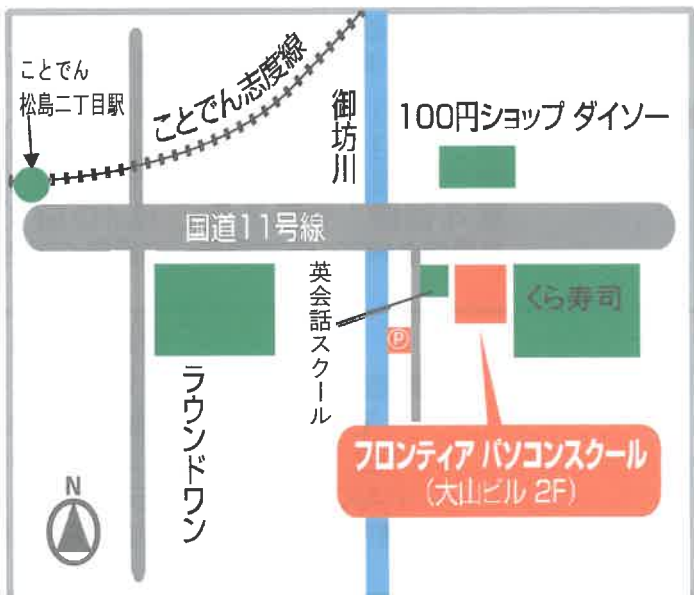 ことでん
松島二丁目駅
ことでん志度線
御坊川
100円ショップ ダイソー
国道11号線
英会話スクール
くら寿司
P
ラウンドワン
フロンティア パソコンスクール
(大山ビル 2F)
N